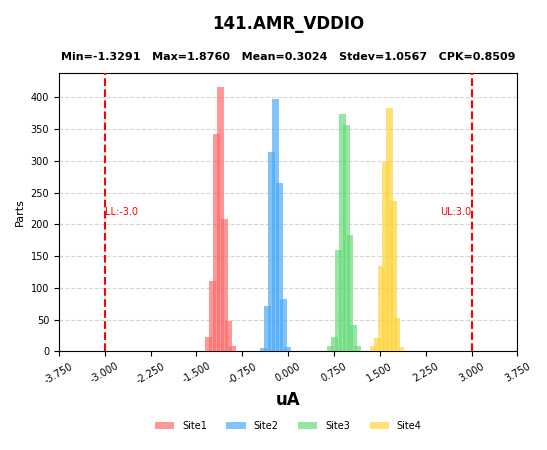 141.AMR_VDDIO
Min=-1.3291 Max=1.8760 Mean=0.3024 Stdev=1.0567 CPK=0.8509
400
350
300
250
200
150
100
50
0
Parts
LL:-3.0
UL:3.0
-3.750 -3.000 -2.250 -1.500 -0.750 0.000 0.750 1.500 2.250 3.000 3.750
uA
Site1 Site2 Site3 Site4